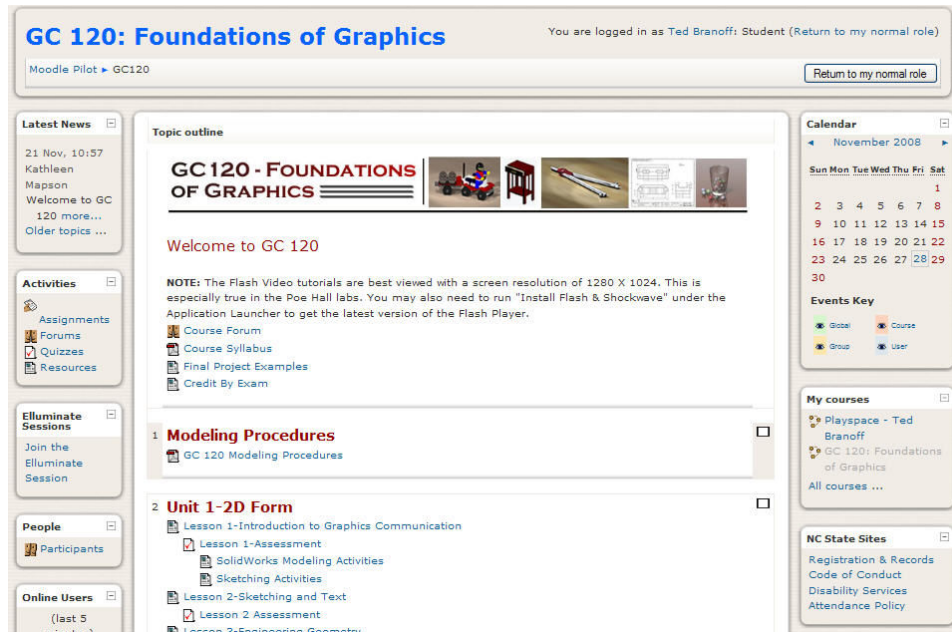 GC 120: Foundations of Graphics
You are logged in as Ted Branoff: Student (Return to my normal role)
Moodle Pilot ► GC120
Return to my normal role
Latest News
21 Nov, 10:57
Kathleen
Mapson
Welcome to GC
120 more...
Older topics ...
Activities
Assignments
Forums
Quizzes
Resources
Elluminate
Sessions
Join the
Elluminate
Session
People
Participants
Online Users
(last 5
Topic outline
GC120 - FOUNDATIONS
OF GRAPHICS
Welcome to GC 120
NOTE: The Flash Video tutorials are best viewed with a screen resolution of 1280 X 1024. This is
especially true in the Poe Hall labs. You may also need to run "Install Flash & Shockwave" under the
Application Launcher to get the latest version of the Flash Player.
Course Forum
Course Syllabus
Final Project Examples
Credit By Exam
1 Modeling Procedures
GC 120 Modeling Procedures
2 Unit 1-2D Form
Lesson 1-Introduction to Graphics Communication
Lesson 1-Assessment
SolidWorks Modeling Activities
Sketching Activities
Lesson 2-Sketching and Text
Lesson 2 Assessment
Lesson 3-Engineering Geometry
Calendar
◄ November 2008 ►
Sun Mon Tue Wed Thu Fri Sat
1
2 3 4 5 6 7 8
9 10 11 12 13 14 15
16 17 18 19 20 21 22
23 24 25 26 27 28 29
30
Events Key
Global Course
Group User
My courses
Playspace - Ted
Branoff
GC 120: Foundations
of Graphics
All courses ...
NC State Sites
Registration & Records
Code of Conduct
Disability Services
Attendance Policy